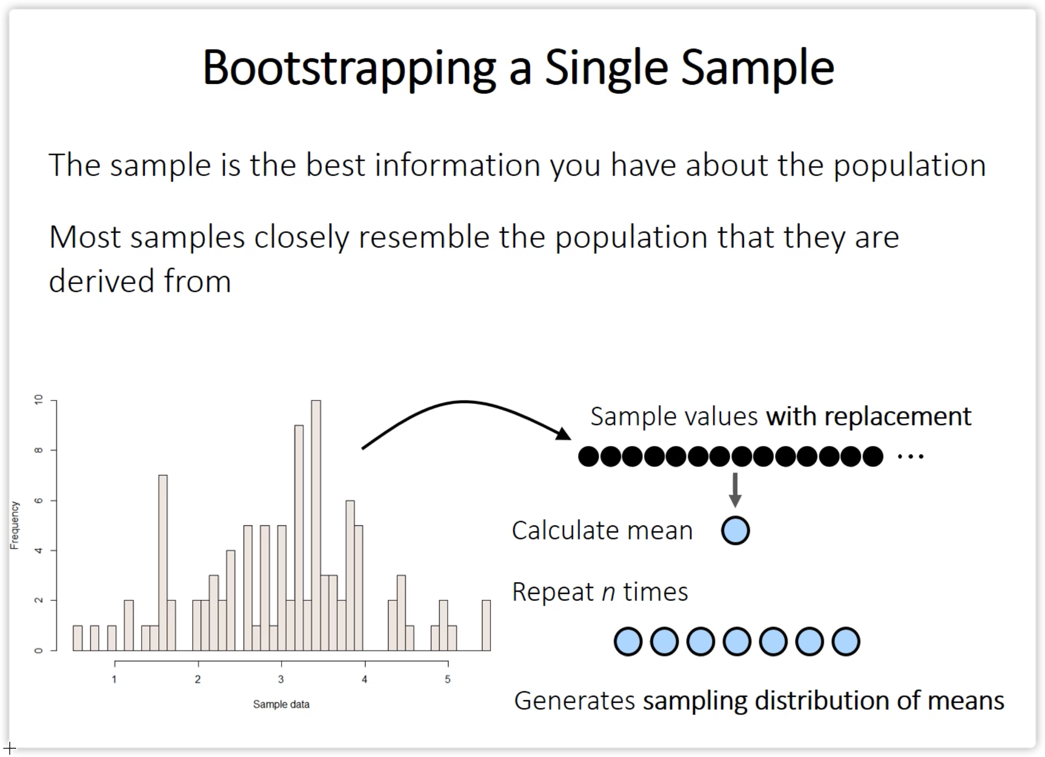 Bootstrapping a Single Sample
The sample is the best information you have about the population
Most samples closely resemble the population that they are
derived from
Sample values with replacement
...
Calculate mean
Repeat n times
Generates sampling distribution of means
Frequency
10
8
6
4
2
0
1 2 3 4 5
Sample data